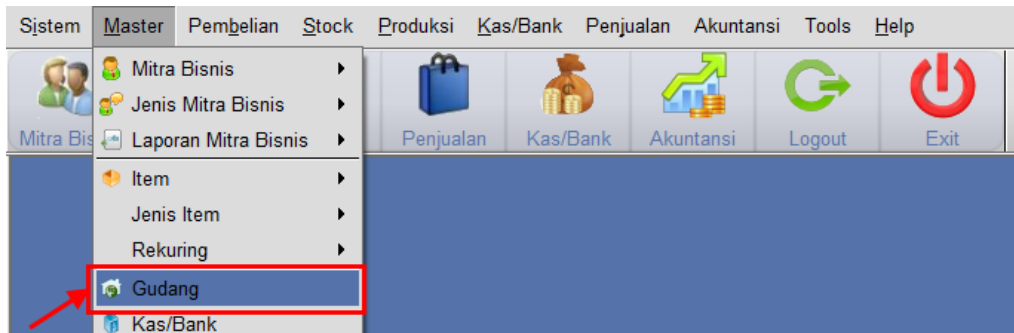 Sistem Master Pembelian Stock Produksi Kas/Bank Penjualan Akuntansi Tools Help
Mitra Bis Penjualan Kas/Bank Akuntansi Logout Exit
Mitra Bisnis
Jenis Mitra Bisnis
Laporan Mitra Bisnis
Item
Jenis Item
Rekuring
Gudang
Kas/Bank